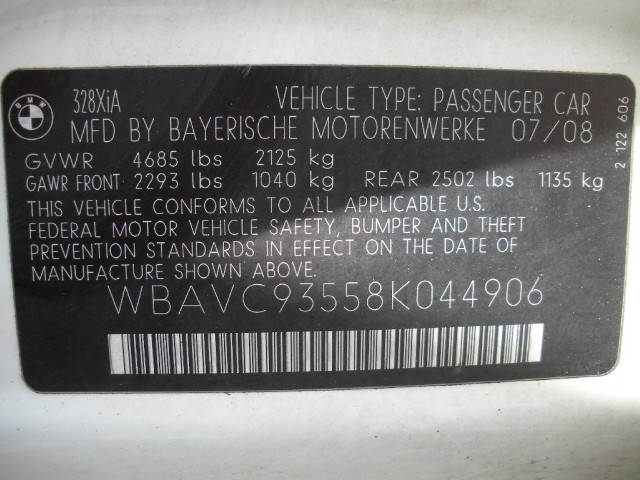 BMW
328XiA VEHICLE TYPE: PASSENGER CAR
MFD BY BAYERISCHE MOTORENWERKE 07/08
GVWR 4685 lbs 2125 kg
GAWR FRONT 2293 lbs 1040 kg REAR 2502 lbs 1135 kg
THIS VEHICLE CONFORMS TO ALL APPLICABLE U.S.
FEDERAL MOTOR VEHICLE SAFETY, BUMPER AND THEFT
PREVENTION STANDARDS IN EFFECT ON THE DATE OF
MANUFACTURE SHOWN ABOVE.
WBAVC93558K044906
2 122 606